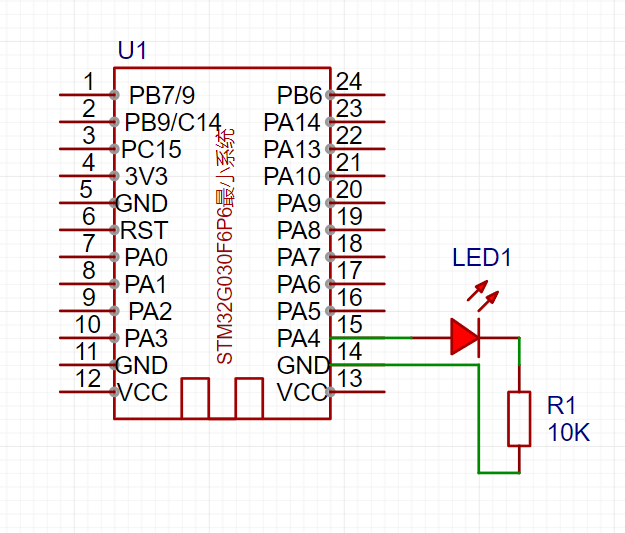 U1
1 PB7/9 PB6 24
2 PB9/C14 PA14 23
3 PC15 PA13 22
4 3V3 PA10 21
5 GND PA9 20
6 RST PA8 19
7 PA0 PA7 18
8 PA1 PA6 17
9 PA2 PA5 16
10 PA3 PA4 15
11 GND GND 14
12 VCC VCC 13
STM32G030F6P6最小系统
LED1
R1
10K